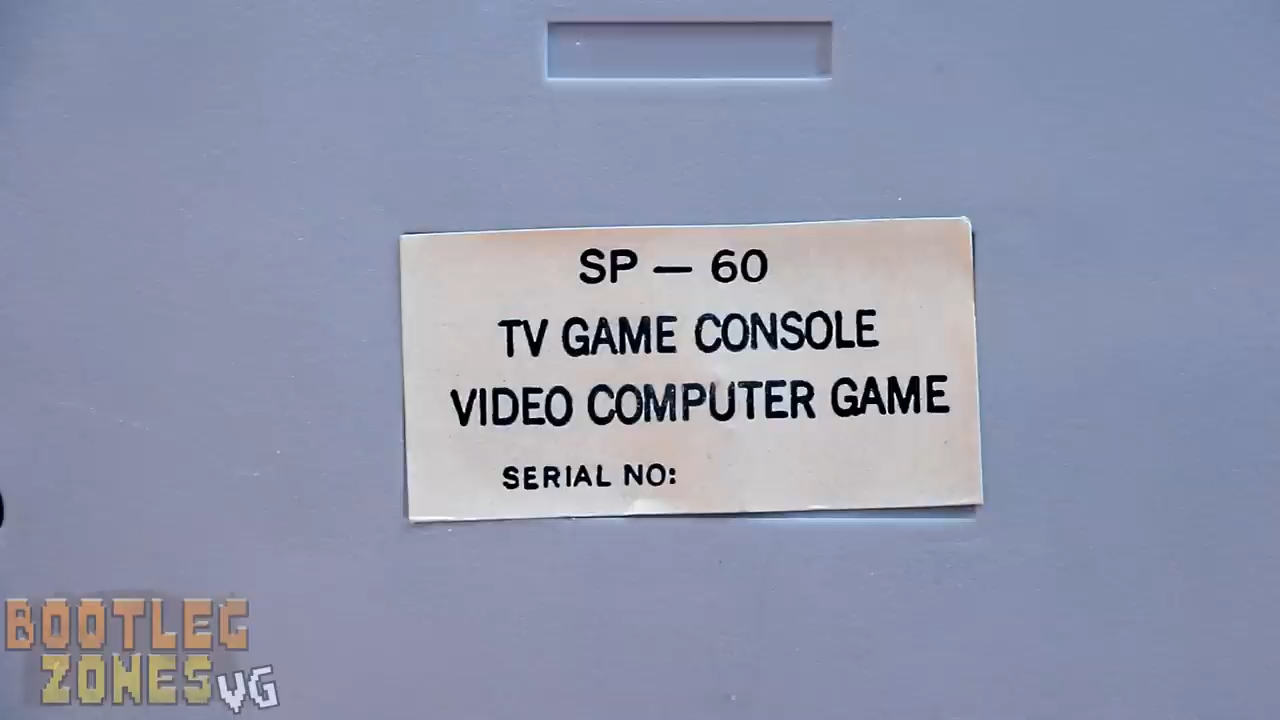 SP — 60
TV GAME CONSOLE
VIDEO COMPUTER GAME
SERIAL NO:
BOOTLEG
ZONES VG